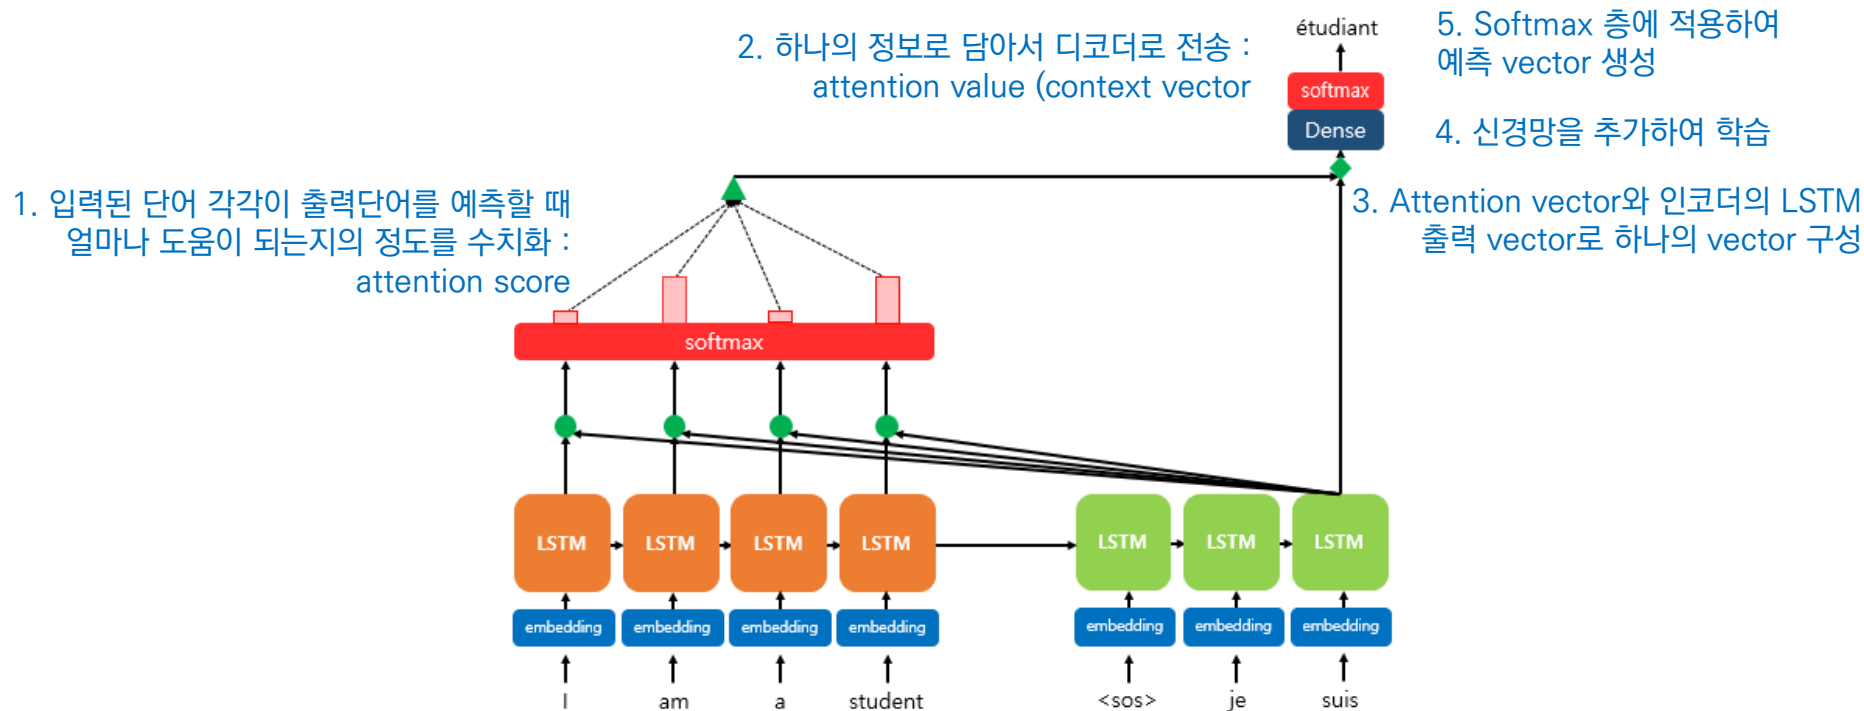 2. 하나의 정보로 담아서 디코더로 전송 :
attention value (context vector
étudiant
softmax
Dense
5. Softmax 층에 적용하여
예측 vector 생성
4. 신경망을 추가하여 학습
1. 입력된 단어 각각이 출력단어를 예측할 때
얼마나 도움이 되는지의 정도를 수치화 :
attention score
3. Attention vector와 인코더의 LSTM
출력 vector로 하나의 vector 구성
softmax
LSTM LSTM LSTM LSTM LSTM LSTM LSTM
embedding embedding embedding embedding embedding embedding embedding
I am a student <sos> je suis